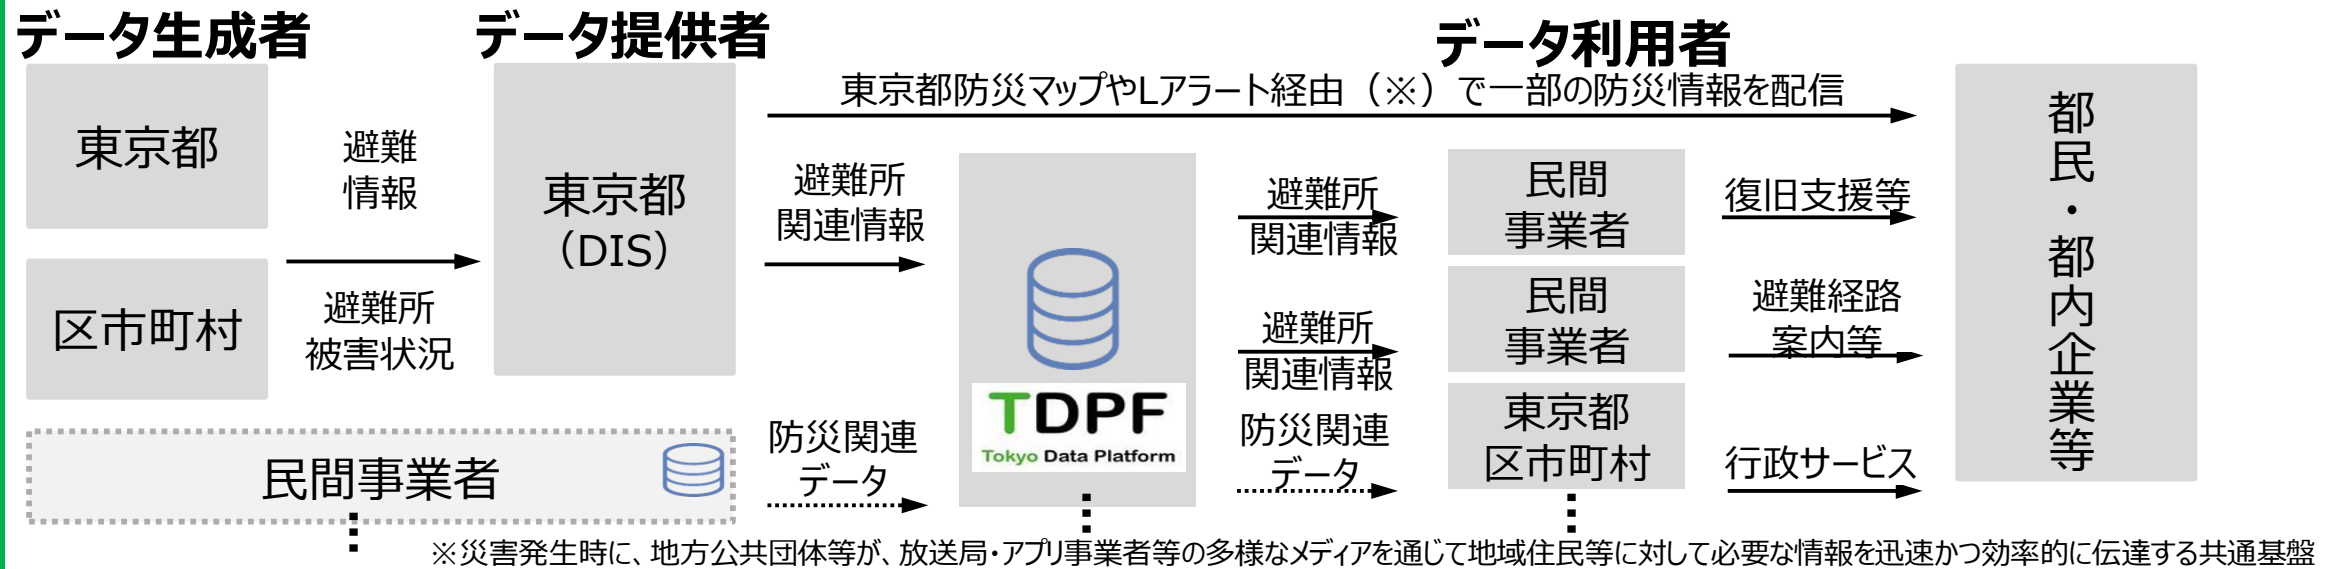 データ生成者
データ提供者
データ利用者
東京都
区市町村
避難
情報
避難所
被害状況
東京都
（DIS）
東京都防災マップやLアラート経由（※）で一部の防災情報を配信
避難所
関連情報
民間事業者
防災関連
データ
TDPF
Tokyo Data Platform
避難所
関連情報
避難所
関連情報
防災関連
データ
民間
事業者
民間
事業者
東京都
区市町村
復旧支援等
避難経路
案内等
行政サービス
都民・都内企業等
※災害発生時に、地方公共団体等が、放送局・アプリ事業者等の多様なメディアを通じて地域住民等に対して必要な情報を迅速かつ効率的に伝達する共通基盤